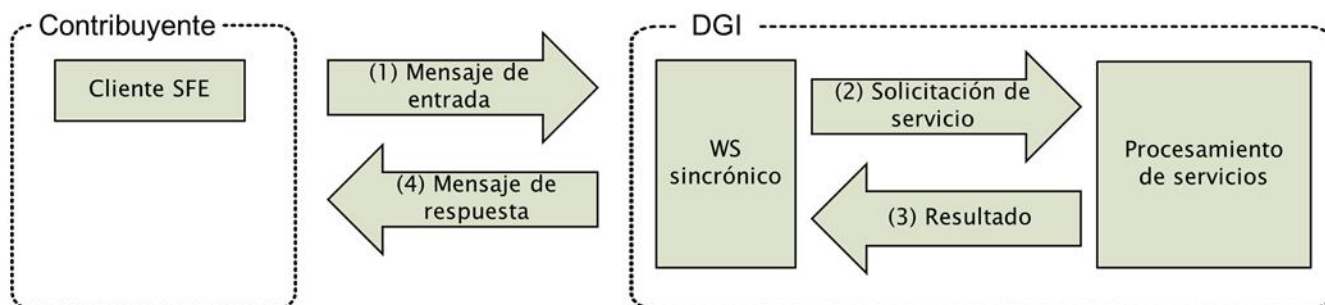 Contribuyente
DGI
Cliente SFE
(1) Mensaje de
entrada
(2) Solicitación de
servicio
WS
sincrónico
Procesamiento
de servicios
(4) Mensaje de
respuesta
(3) Resultado